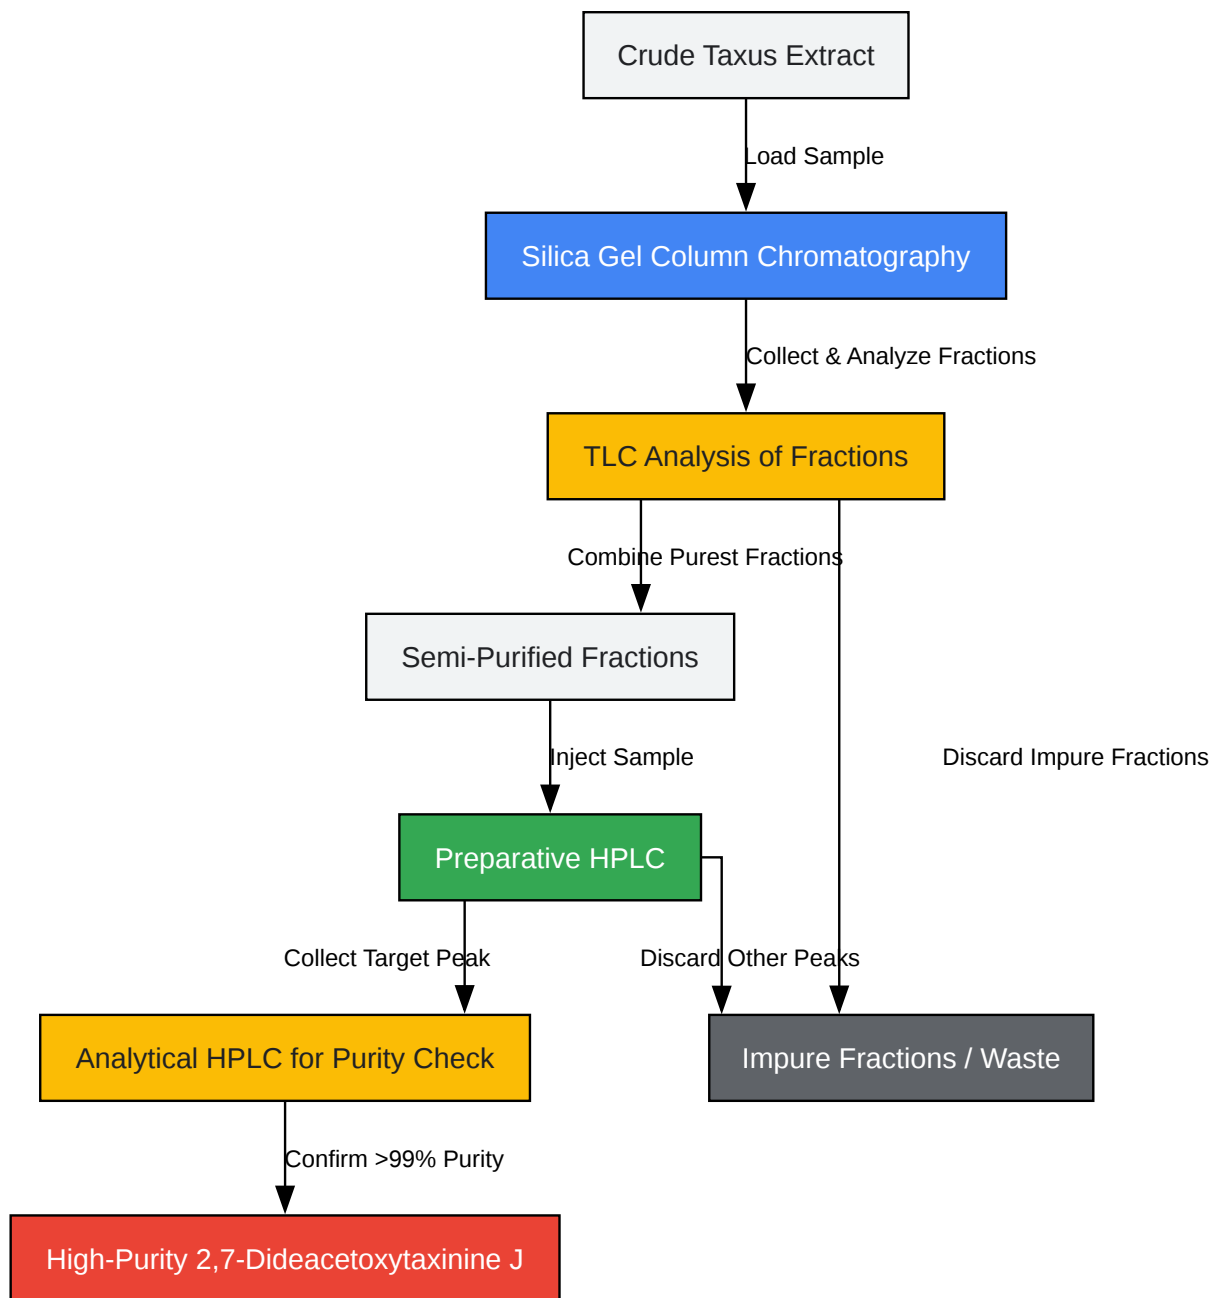 Crude Taxus Extract
Load Sample
Silica Gel Column Chromatography
Collect & Analyze Fractions
TLC Analysis of Fractions
Combine Purest Fractions
Semi-Purified Fractions
Inject Sample
Discard Impure Fractions
Preparative HPLC
Collect Target Peak
Discard Other Peaks
Analytical HPLC for Purity Check
Impure Fractions / Waste
Confirm >99% Purity
High-Purity 2,7-Dideacetoxytaxinine J